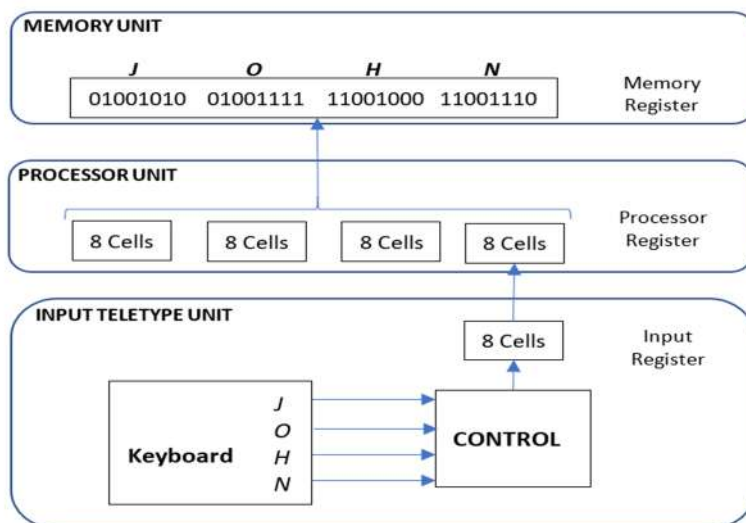 MEMORY UNIT
J O H N
01001010 01001111 11001000 11001110
Memory
Register
PROCESSOR UNIT
8 Cells 8 Cells 8 Cells 8 Cells
Processor
Register
INPUT TELETYPE UNIT
8 Cells
Input
Register
Keyboard
J
O
H
N
CONTROL